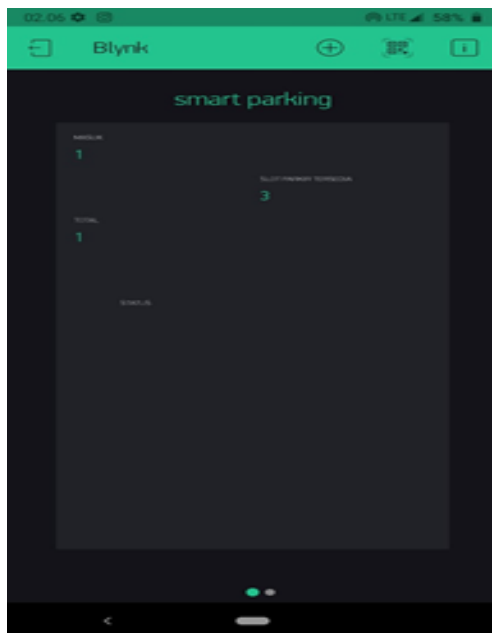 02.06 LTE 58%
Blynk
smart parking
MASUK
1
SLOT PARKIR TERSEDIA
3
TOTAL
1
STATUS